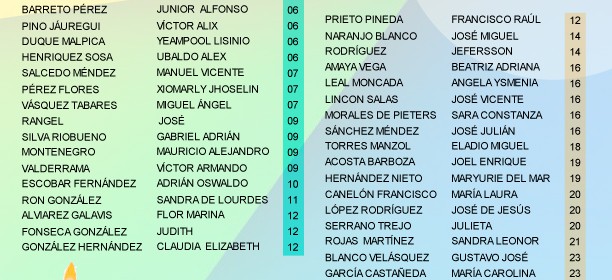 BARRETO PÉREZ JUNIOR ALFONSO 06
PINO JÁUREGUI VÍCTOR ALIX 06
DUQUE MALPICA YEAMPOOL LISINIO 06
HENRIQUEZ SOSA UBALDO ALEX 06
SALCEDO MÉNDEZ MANUEL VICENTE 07
PÉREZ FLORES XIOMARLY JHOSELIN 07
VÁSQUEZ TABARES MIGUEL ÁNGEL 07
RANGEL JOSÉ 09
SILVA RIOBUENO GABRIEL ADRIÁN 09
MONTENEGRO MAURICIO ALEJANDRO 09
VALDERRAMA VÍCTOR ARMANDO 09
ESCOBAR FERNÁNDEZ ADRIÁN OSWALDO 10
RON GONZÁLEZ SANDRA DE LOURDES 11
ALVIAREZ GALAVIS FLOR MARINA 12
FONSECA GONZÁLEZ JUDITH 12
GONZÁLEZ HERNÁNDEZ CLAUDIA ELIZABETH 12
PRIETO PINEDA FRANCISCO RAÚL 12
NARANJO BLANCO JOSÉ MIGUEL 14
RODRÍGUEZ JEFERSSON 14
AMAYA VEGA BEATRIZ ADRIANA 16
LEAL MONCADA ANGELA YSMENIA 16
LINCON SALAS JOSÉ VICENTE 16
MORALES DE PIETERS SARA CONSTANZA 16
SÁNCHEZ MÉNDEZ JOSÉ JULIÁN 16
TORRES MANZOL ELADIO MIGUEL 18
ACOSTA BARBOZA JOEL ENRIQUE 19
HERNÁNDEZ NIETO MARYURIE DEL MAR 19
CANELÓN FRANCISCO MARÍA LAURA 20
LÓPEZ RODRÍGUEZ JOSÉ DE JESÚS 20
SERRANO TREJO JULIETA 20
ROJAS MARTÍNEZ SANDRA LEONOR 21
BLANCO VELÁSQUEZ GUSTAVO JOSÉ 23
GARCÍA CASTAÑEDA MARÍA CAROLINA 23